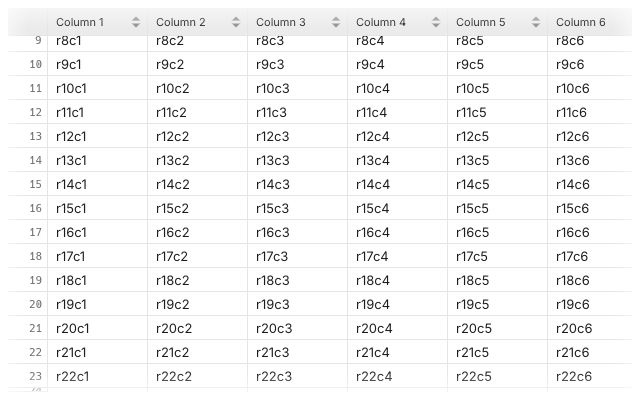 Column 1 Column 2 Column 3 Column 4 Column 5 Column 6
9 r8c1 r8c2 r8c3 r8c4 r8c5 r8c6
10 r9c1 r9c2 r9c3 r9c4 r9c5 r9c6
11 r10c1 r10c2 r10c3 r10c4 r10c5 r10c6
12 r11c1 r11c2 r11c3 r11c4 r11c5 r11c6
13 r12c1 r12c2 r12c3 r12c4 r12c5 r12c6
14 r13c1 r13c2 r13c3 r13c4 r13c5 r13c6
15 r14c1 r14c2 r14c3 r14c4 r14c5 r14c6
16 r15c1 r15c2 r15c3 r15c4 r15c5 r15c6
17 r16c1 r16c2 r16c3 r16c4 r16c5 r16c6
18 r17c1 r17c2 r17c3 r17c4 r17c5 r17c6
19 r18c1 r18c2 r18c3 r18c4 r18c5 r18c6
20 r19c1 r19c2 r19c3 r19c4 r19c5 r19c6
21 r20c1 r20c2 r20c3 r20c4 r20c5 r20c6
22 r21c1 r21c2 r21c3 r21c4 r21c5 r21c6
23 r22c1 r22c2 r22c3 r22c4 r22c5 r22c6